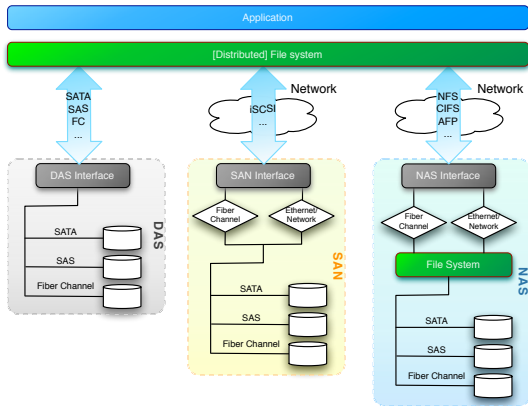 Application
[Distributed] File system
SATA
SAS
FC
...
Network
iSCSI
...
Network
NFS
CIFS
AFP
...
DAS Interface
SATA
SAS
Fiber Channel
DAS
SAN Interface
Fiber
Channel
Ethernet/
Network
SATA
SAS
Fiber Channel
SAN
NAS Interface
Fiber
Channel
Ethernet/
Network
File System
SATA
SAS
Fiber Channel
NAS